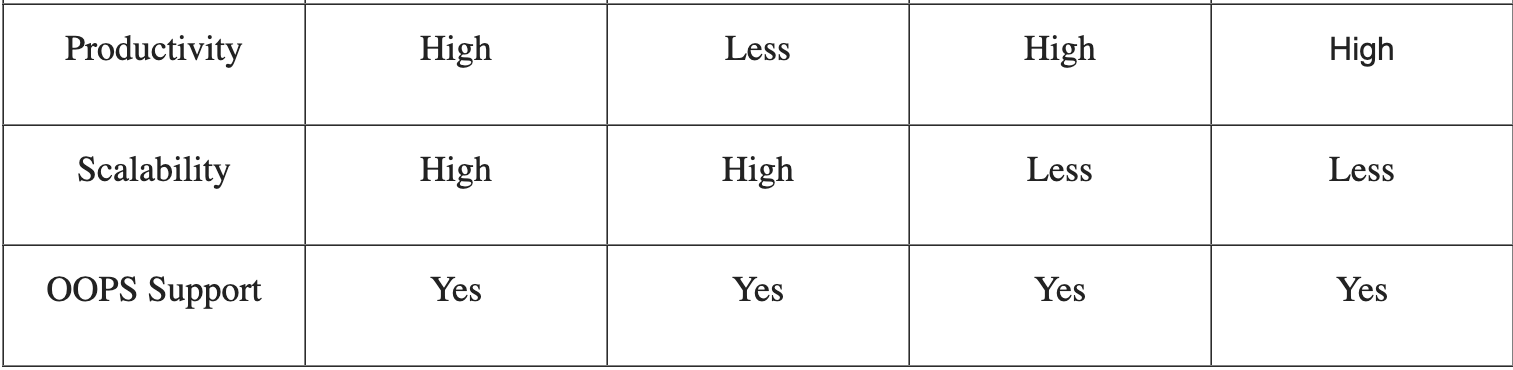 Productivity High Less High High
Scalability High High Less Less
OOPS Support Yes Yes Yes Yes